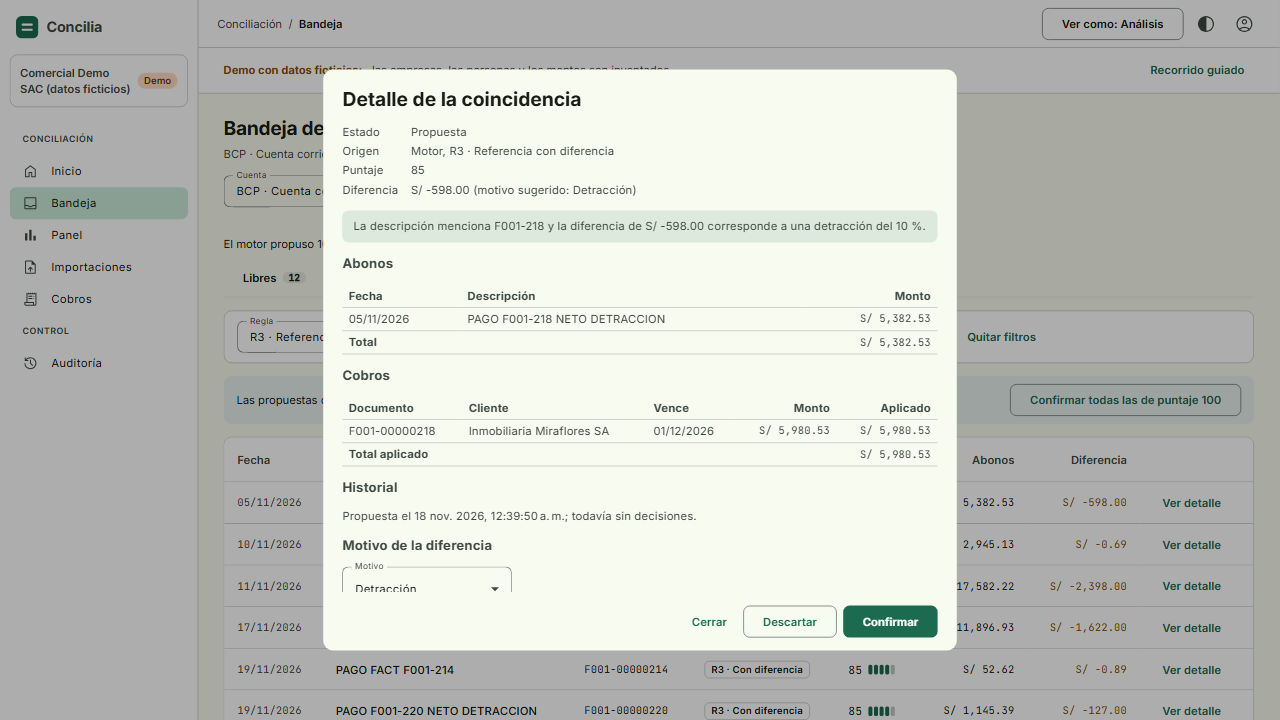 Concilia
Conciliación / Bandeja
Ver como: Análisis
Comercial Demo
SAC (datos ficticios)
Demo
Demo con datos ficticios:
Recorrido guiado
CONCILIACIÓN
Inicio
Bandeja
Panel
Importaciones
Cobros
CONTROL
Auditoría
Bandeja de
BCP · Cuenta corri
Cuenta
BCP · Cuenta c
El motor propuso 1
Libres 12
Regla
R3 · Referenc
Quitar filtros
Las propuestas
Confirmar todas las de puntaje 100
Detalle de la coincidencia
Estado Propuesta
Origen Motor, R3 · Referencia con diferencia
Puntaje 85
Diferencia S/ -598.00 (motivo sugerido: Detracción)
La descripción menciona F001-218 y la diferencia de S/ -598.00 corresponde a una detracción del 10 %.
Abonos
Fecha Descripción Monto
05/11/2026 PAGO F001-218 NETO DETRACCION S/ 5,382.53
Total S/ 5,382.53
Cobros
Documento Cliente Vence Monto Aplicado
F001-00000218 Inmobiliaria Miraflores SA 01/12/2026 S/ 5,980.53 S/ 5,980.53
Total aplicado S/ 5,980.53
Historial
Propuesta el 18 nov. 2026, 12:39:50 a. m.; todavía sin decisiones.
Motivo de la diferencia
Motivo
Detracción
Cerrar Descartar Confirmar
Fecha Abonos Diferencia
05/11/2026 5,382.53 S/ -598.00 Ver detalle
10/11/2026 2,945.13 S/ -0.69 Ver detalle
11/11/2026 17,582.22 S/ -2,398.00 Ver detalle
17/11/2026 11,896.93 S/ -1,622.00 Ver detalle
19/11/2026 PAGO FACT F001-214 F001-00000214 R3 · Con diferencia 85 S/ 52.62 S/ -0.89 Ver detalle
19/11/2026 PAGO F001-220 NETO DETRACCION F001-00000220 R3 · Con diferencia 85 S/ 1,145.39 S/ -127.00 Ver detalle